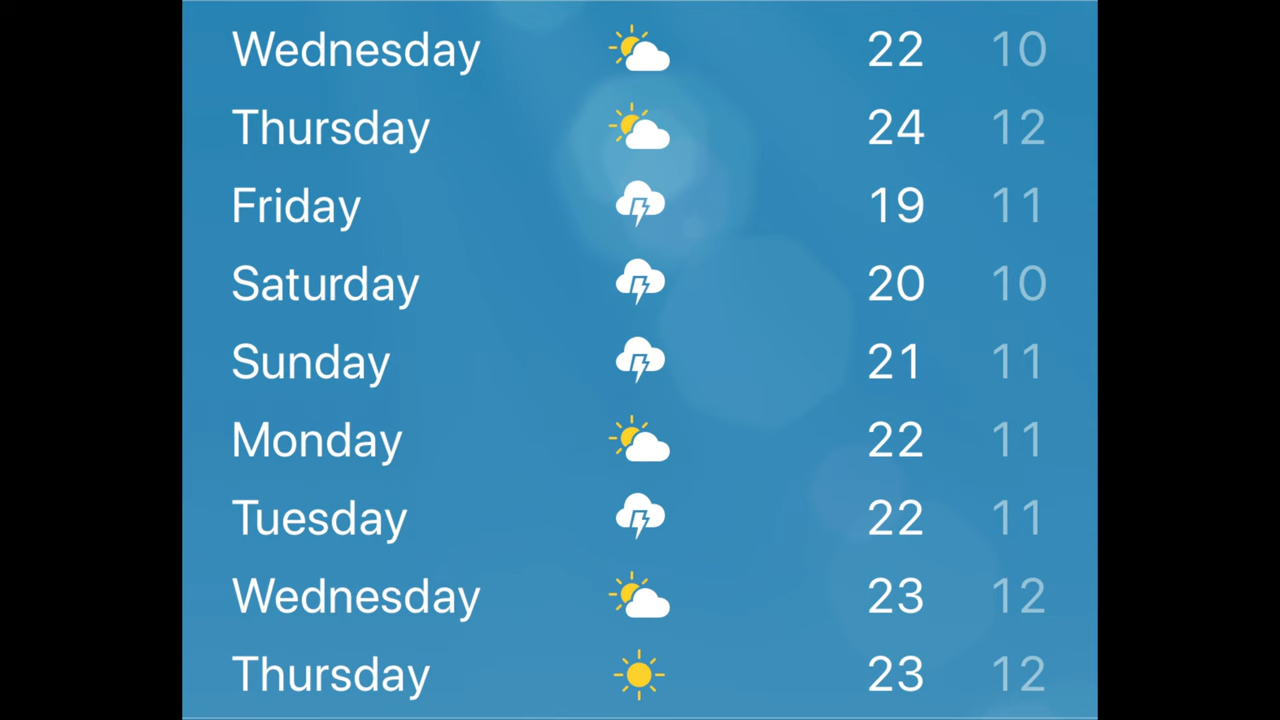 Wednesday 22 10
Thursday 24 12
Friday 19 11
Saturday 20 10
Sunday 21 11
Monday 22 11
Tuesday 22 11
Wednesday 23 12
Thursday 23 12